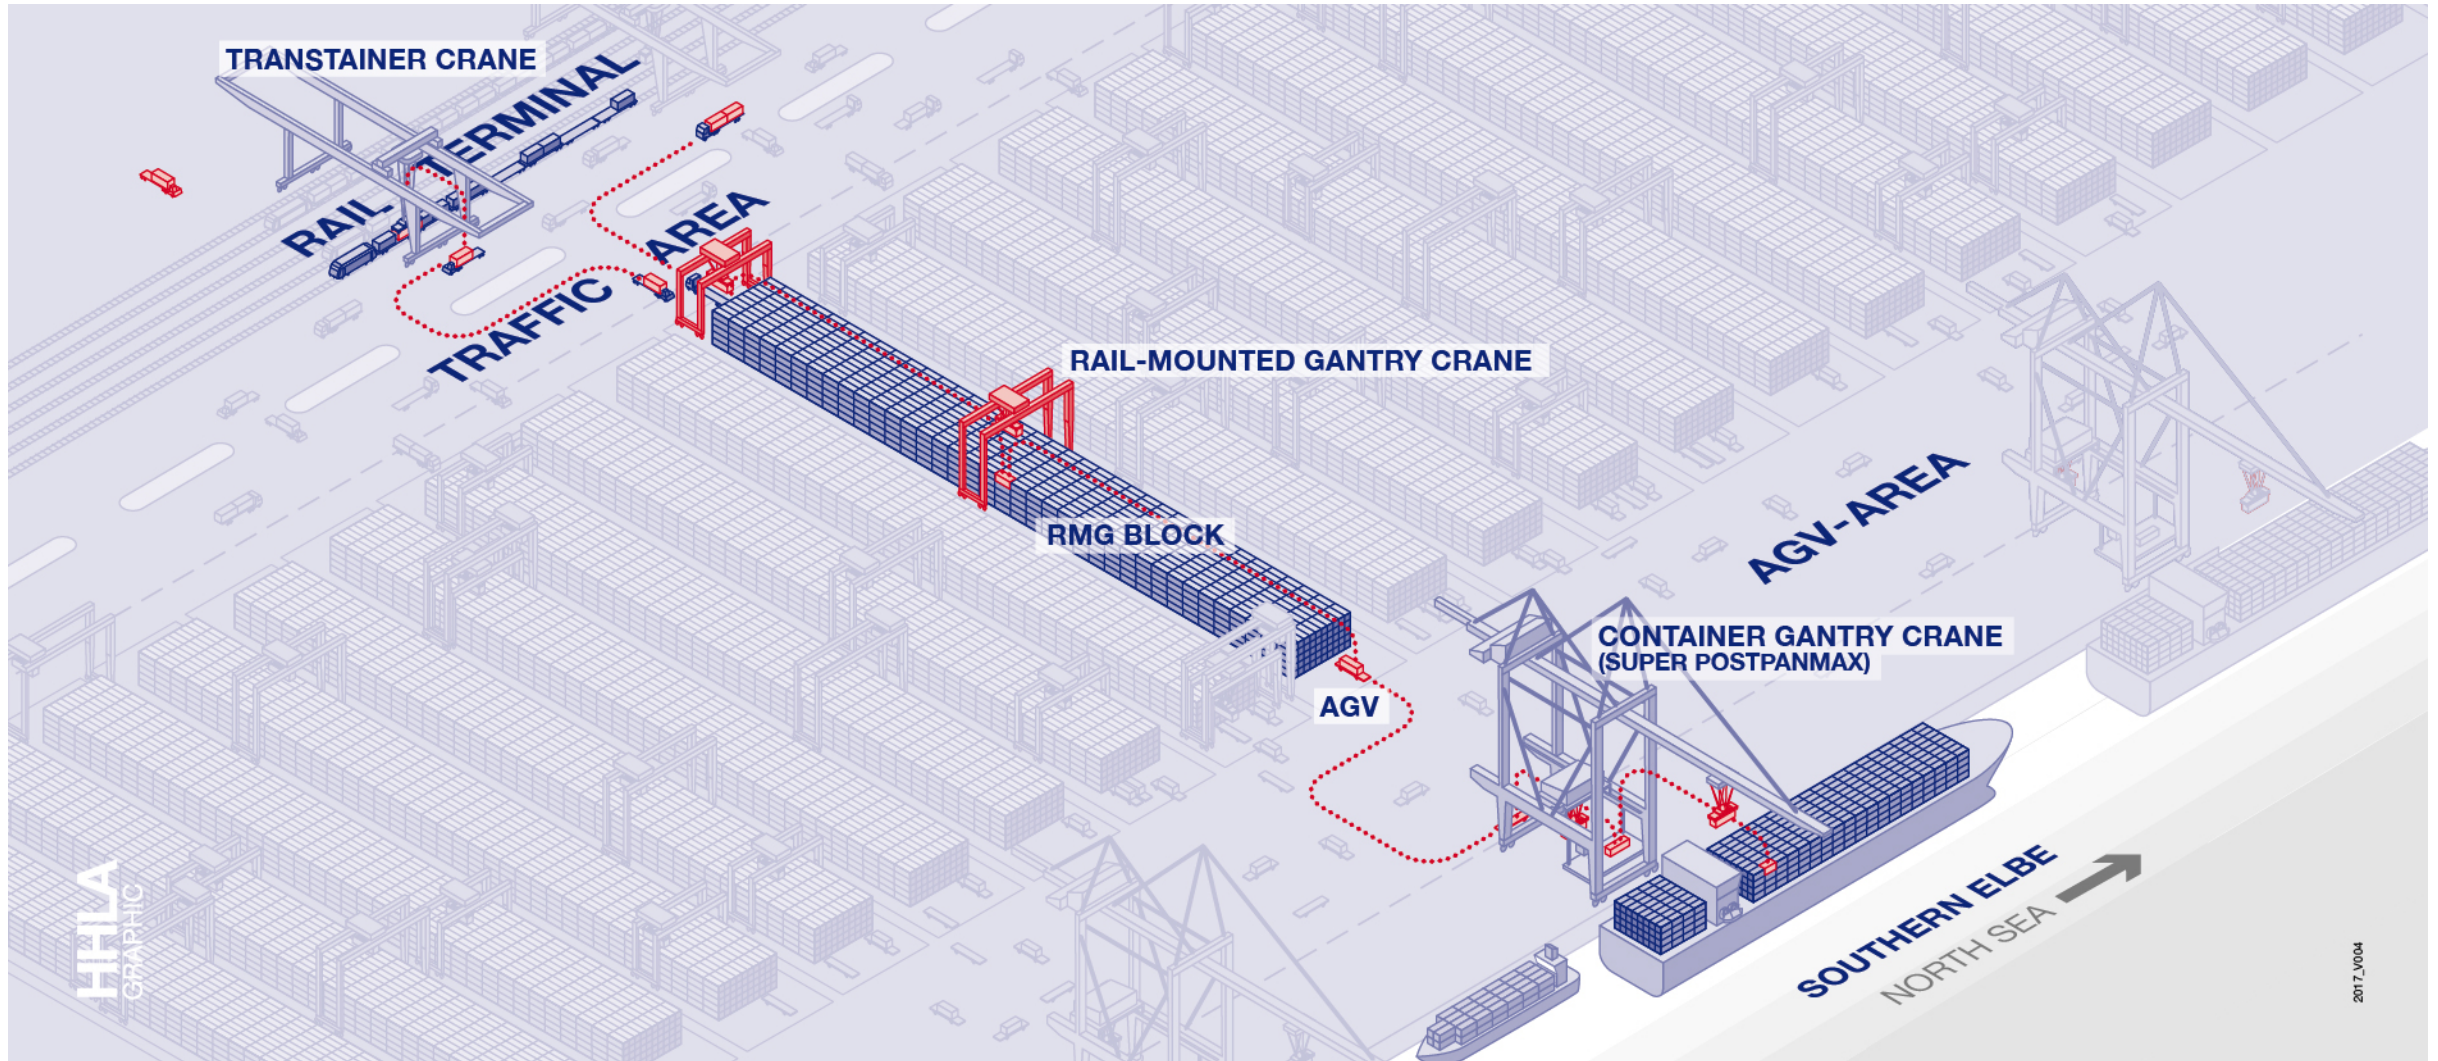 TRANSTAINER CRANE
RAIL TERMINAL
TRAFFIC AREA
RAIL-MOUNTED GANTRY CRANE
RMG BLOCK
AGV-AREA
CONTAINER GANTRY CRANE
(SUPER POSTPANMAX)
AGV
SOUTHERN ELBE
NORTH SEA
HHLA
GRAPHIC
2017_V004